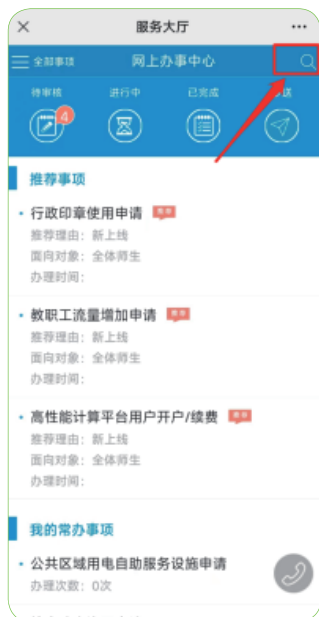 服务大厅
全部事项 网上办事中心
待审核 进行中 已完成
4
推荐事项
行政印章使用申请 推荐
推荐理由：新上线
面向对象：全体师生
办理时间：
教职工流量增加申请 推荐
推荐理由：新上线
面向对象：全体师生
办理时间：
高性能计算平台用户开户/续费 推荐
推荐理由：新上线
面向对象：全体师生
办理时间：
我的常办事项
公共区域用电自助服务设施申请
办理次数：0次